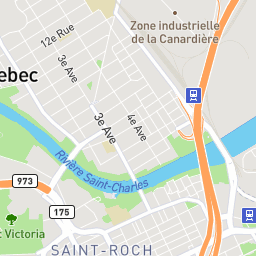 Zone industrielle
de la Canardière
12e Rue
3e Ave
ebec
3e Ave
4e Ave
Rivière Saint-Charles
973
175
c Victoria
SAINT-ROCH